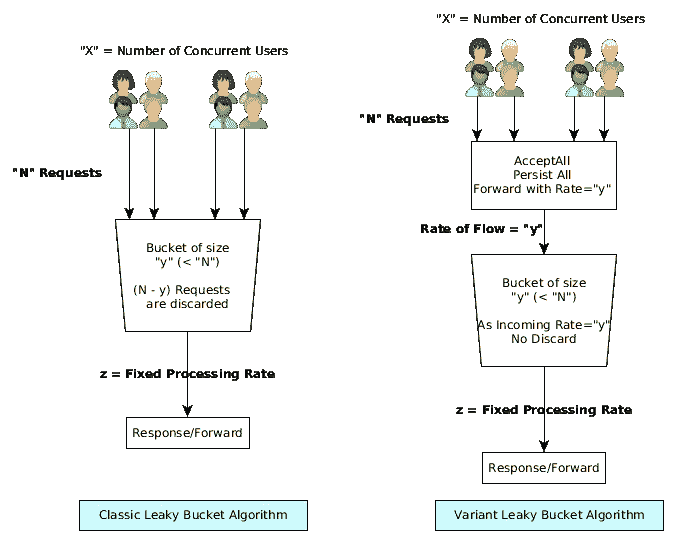 "X" = Number of Concurrent Users
"N" Requests
Bucket of size
"y" (< "N")
(N - y) Requests
are discarded
z = Fixed Processing Rate
Response/Forward
Classic Leaky Bucket Algorithm
"X" = Number of Concurrent Users
"N" Requests
AcceptAll
Persist All
Forward with Rate="y"
Rate of Flow = "y"
Bucket of size
"y" (< "N")
As Incoming Rate="y"
No Discard
z = Fixed Processing Rate
Response/Forward
Variant Leaky Bucket Algorithm